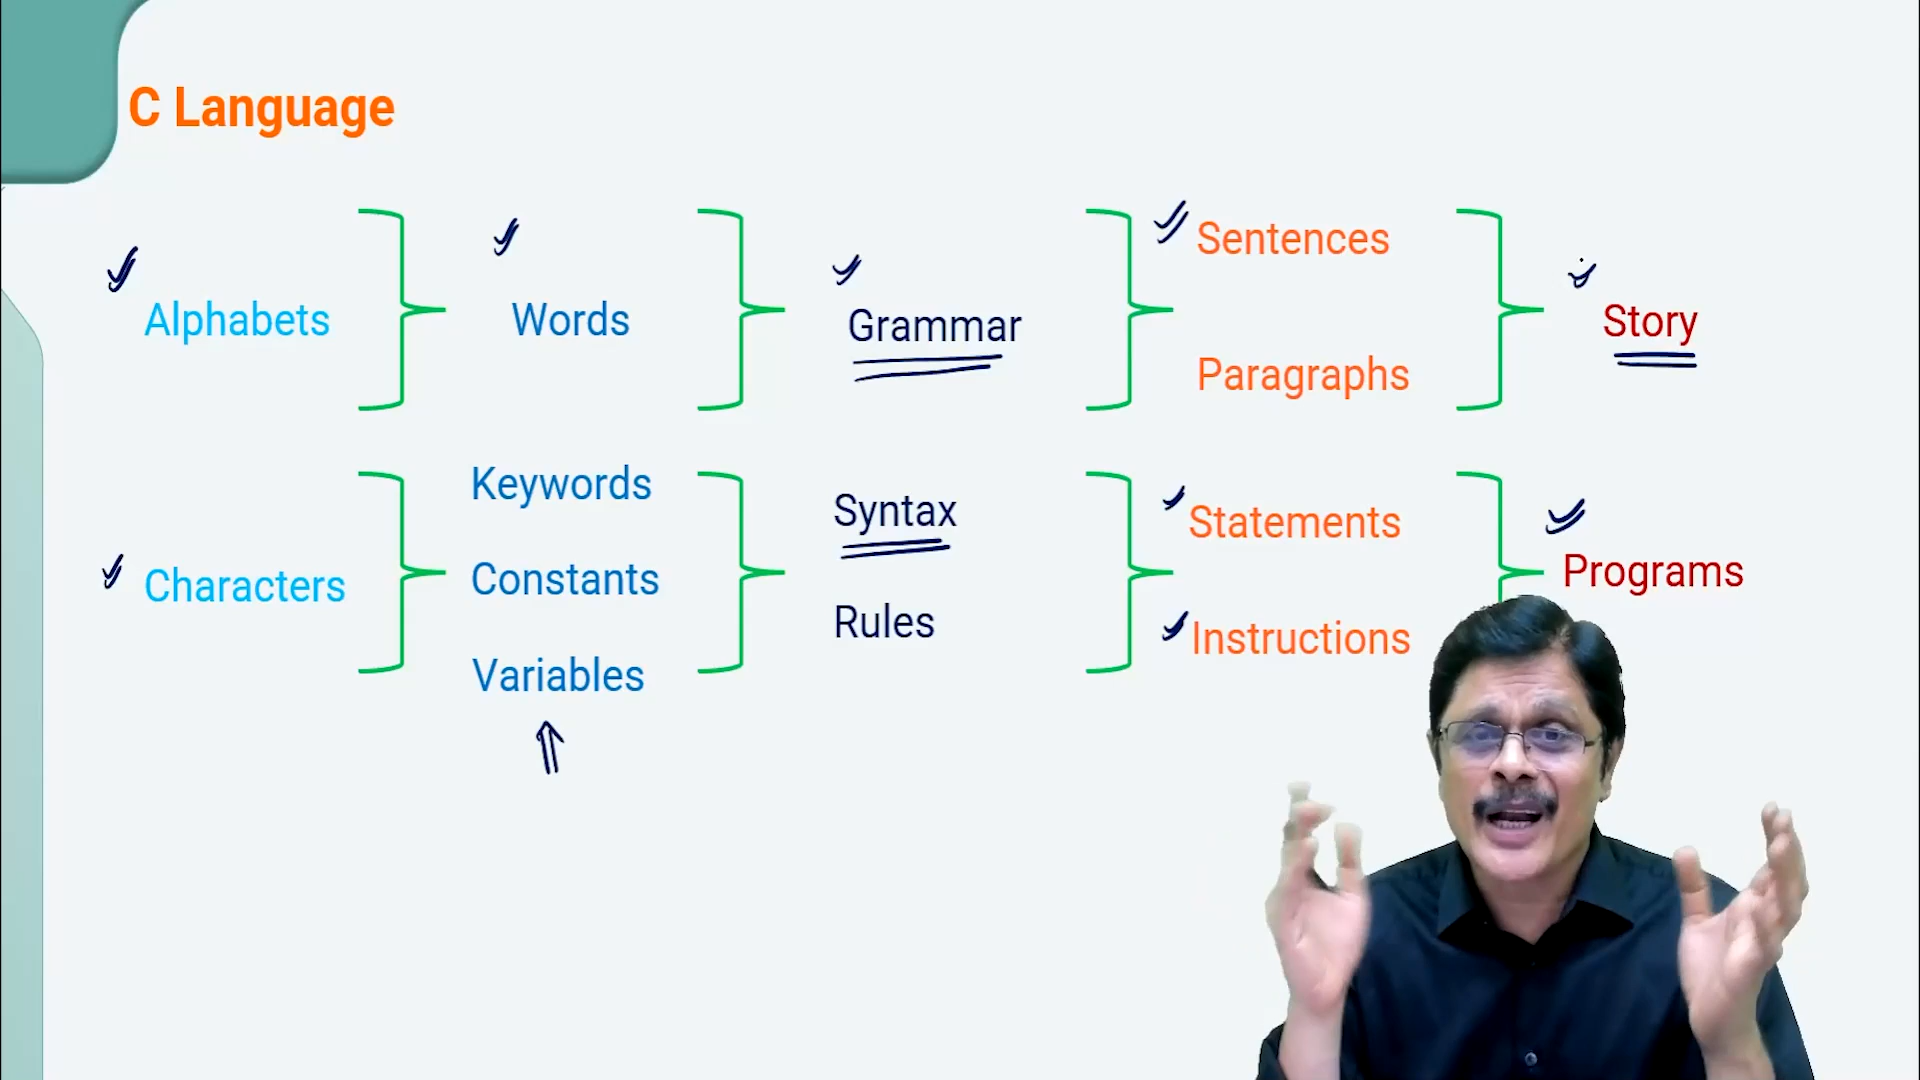 C Language
Alphabets
Words
Grammar
Sentences
Paragraphs
Story
Characters
Keywords
Constants
Variables
Syntax
Rules
Statements
Instructions
Programs